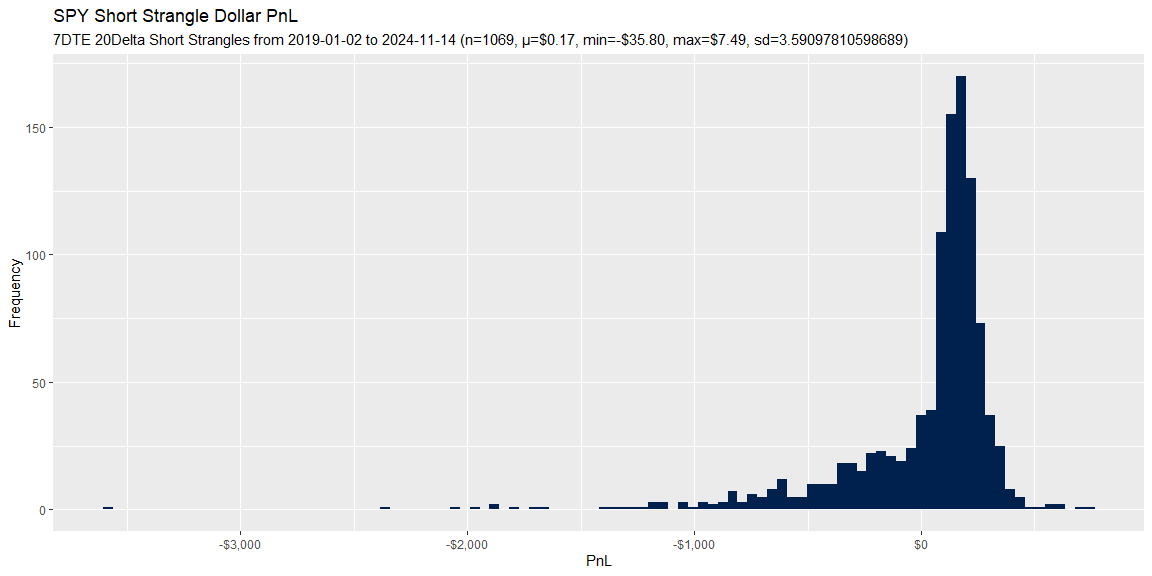 SPY Short Strangle Dollar PnL
7DTE 20Delta Short Strangles from 2019-01-02 to 2024-11-14 (n=1069, μ=$0.17, min=-$35.80, max=$7.49, sd=3.59097810598689)
150
100
50
0
Frequency
-$3,000
-$2,000
-$1,000
$0
PnL